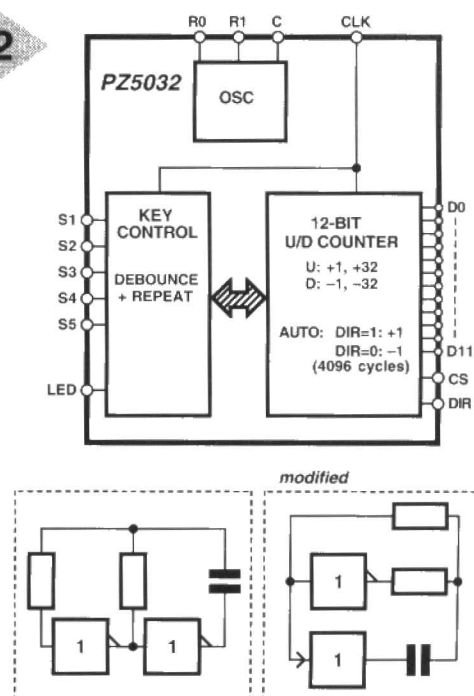 2
R0 R1 C CLK
PZ5032
OSC
KEY
CONTROL
DEBOUNCE
+ REPEAT
S1
S2
S3
S4
S5
LED
12-BIT
U/D COUNTER
U: +1, +32
D: −1, −32
AUTO: DIR=1: +1
DIR=0: −1
(4096 cycles)
D0
D11
CS
DIR
modified
1 1
1
1